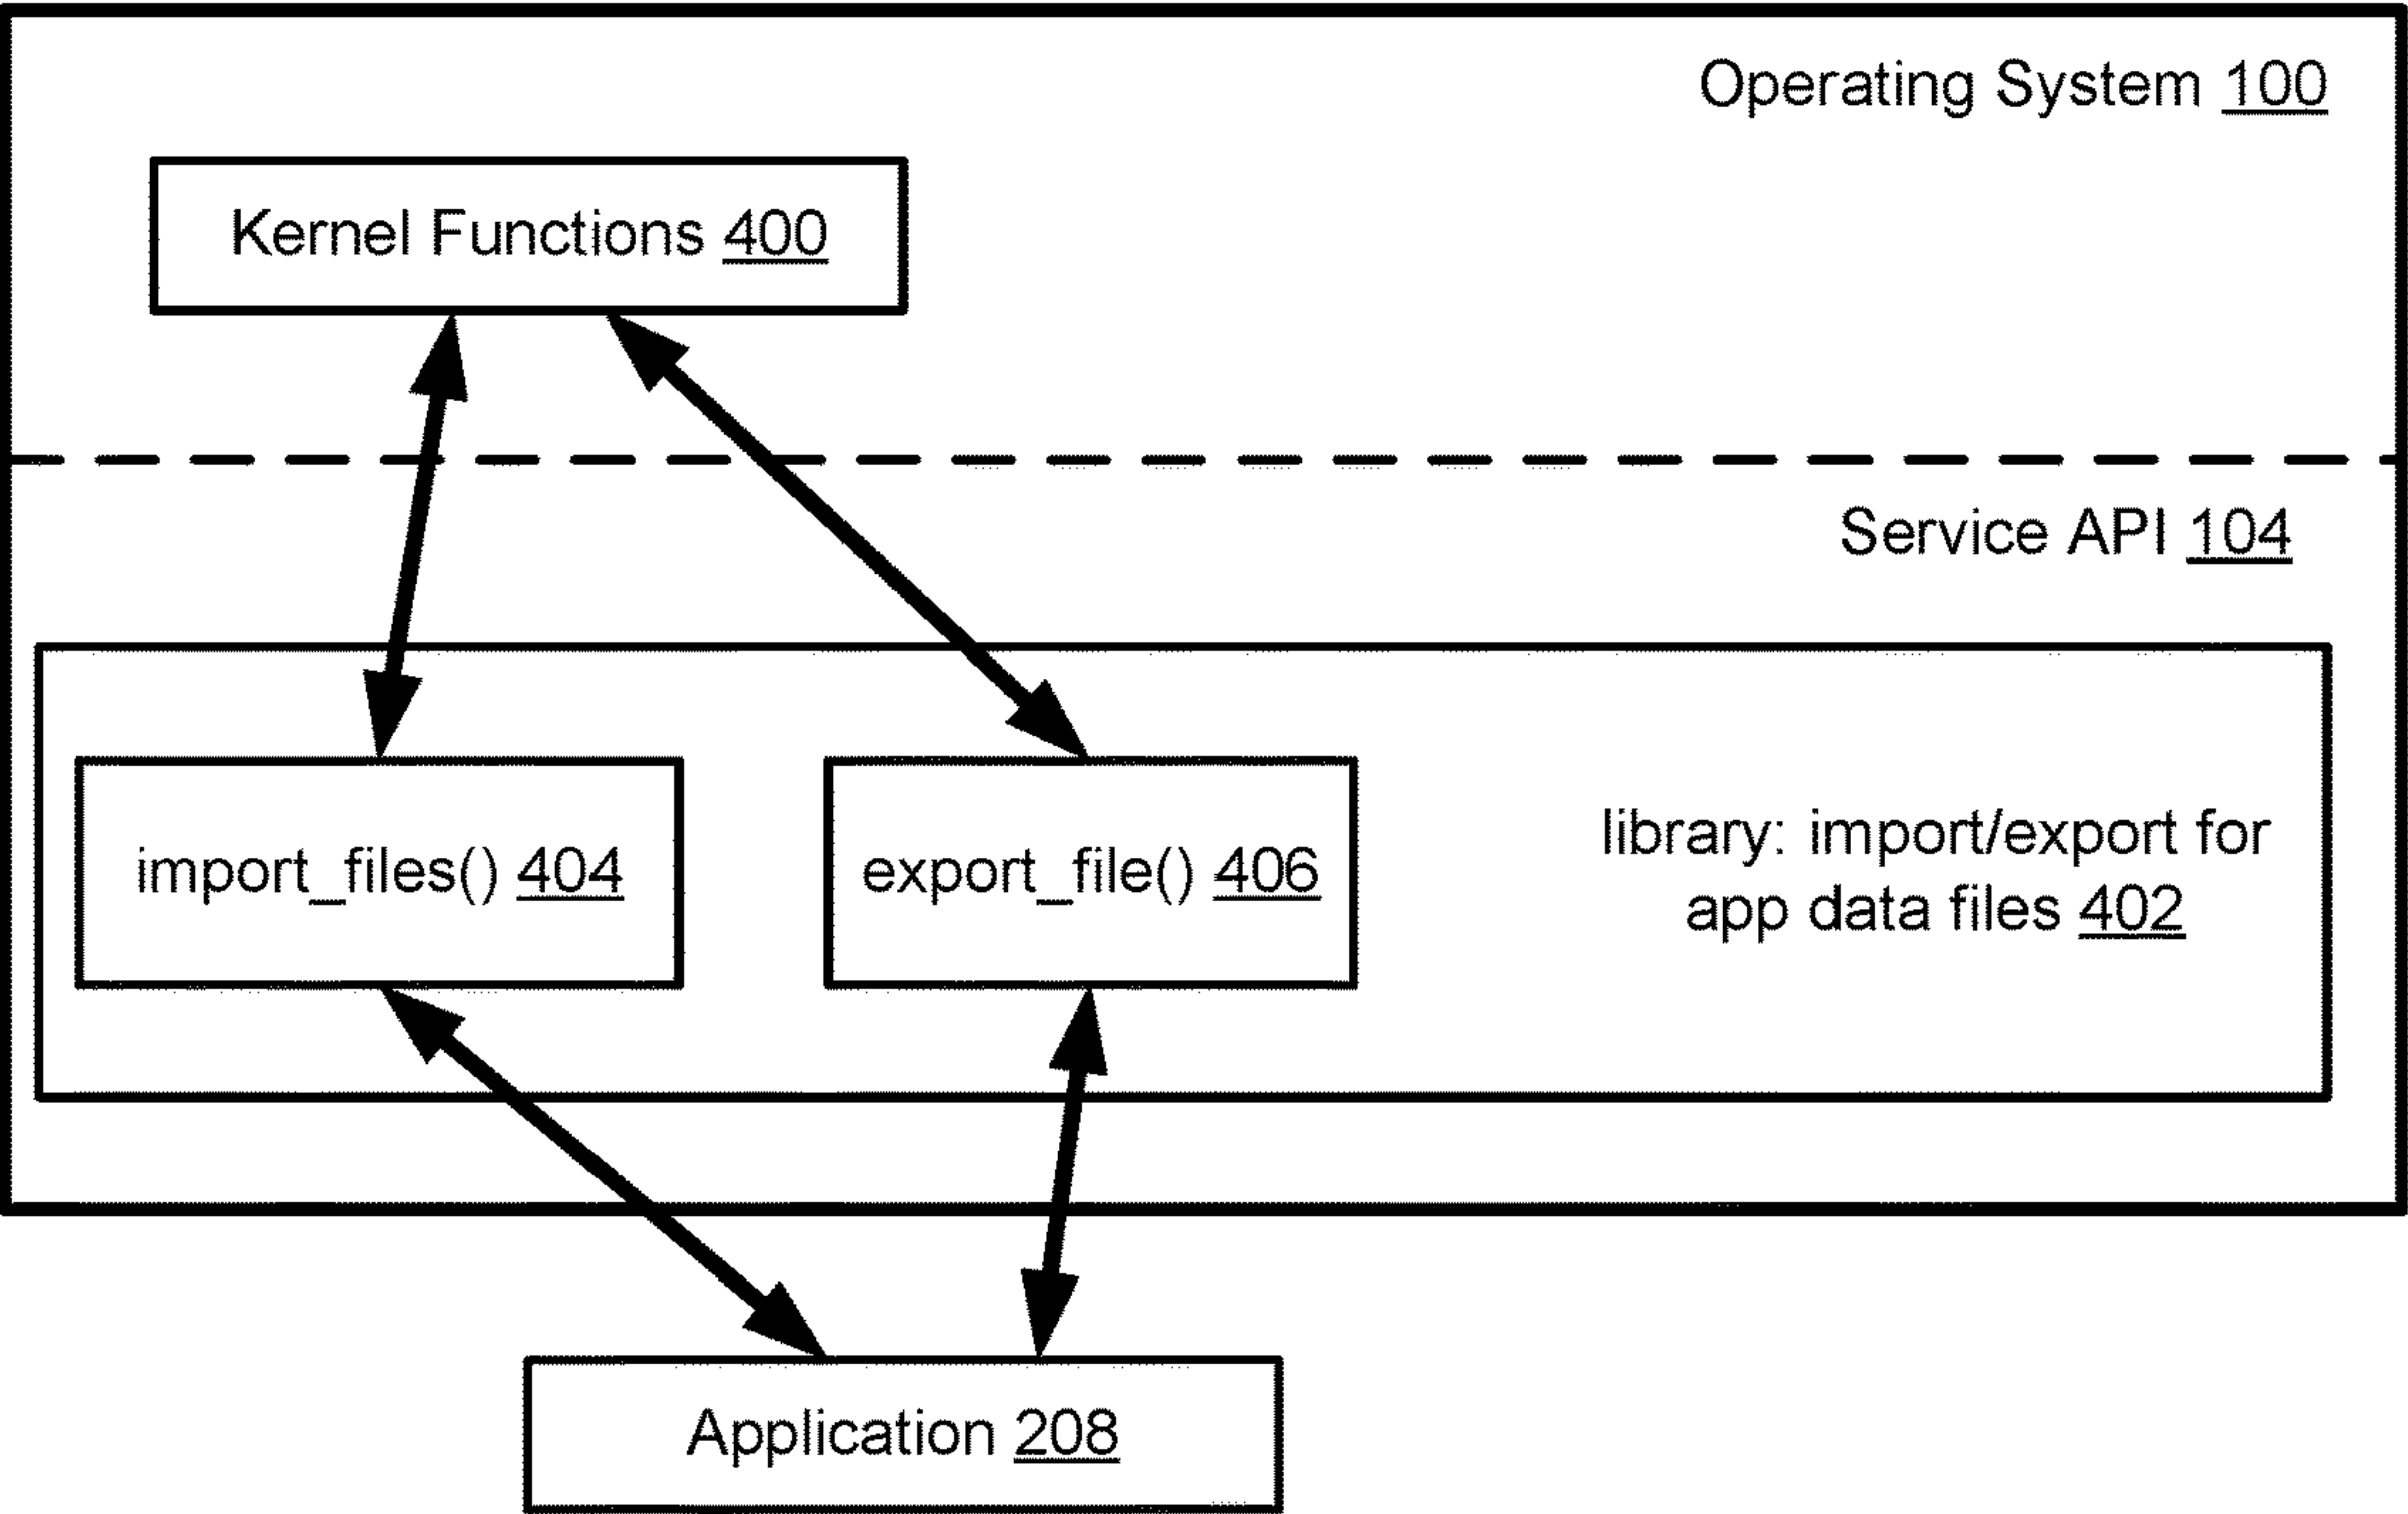 Operating System 100
Kernel Functions 400
Service API 104
import_files() 404
export_file() 406
library: import/export for
app data files 402
Application 208